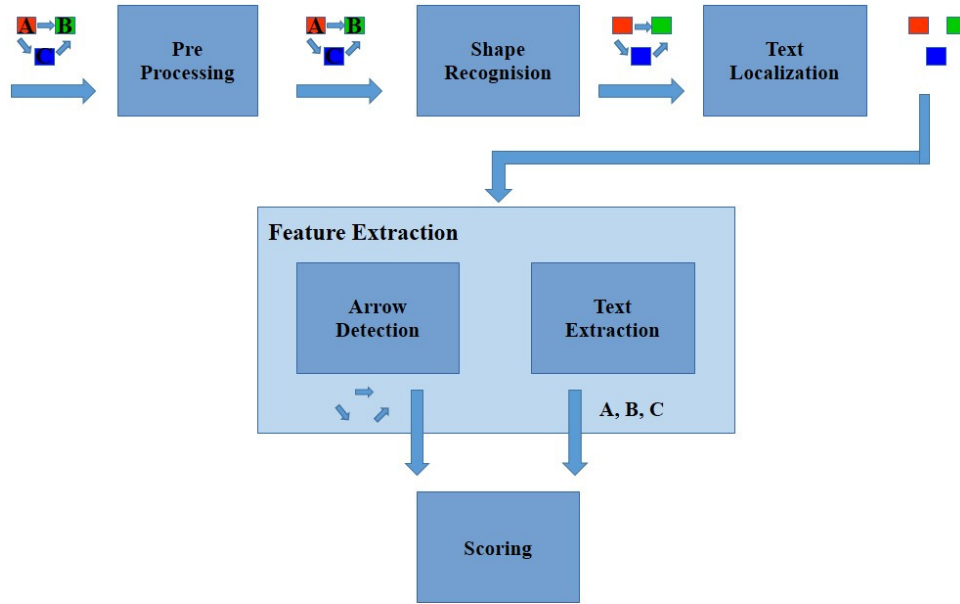 A B
C
Pre
Processing
A B
C
Shape
Recognision
Text
Localization
Feature Extraction
Arrow
Detection
Text
Extraction
A, B, C
Scoring